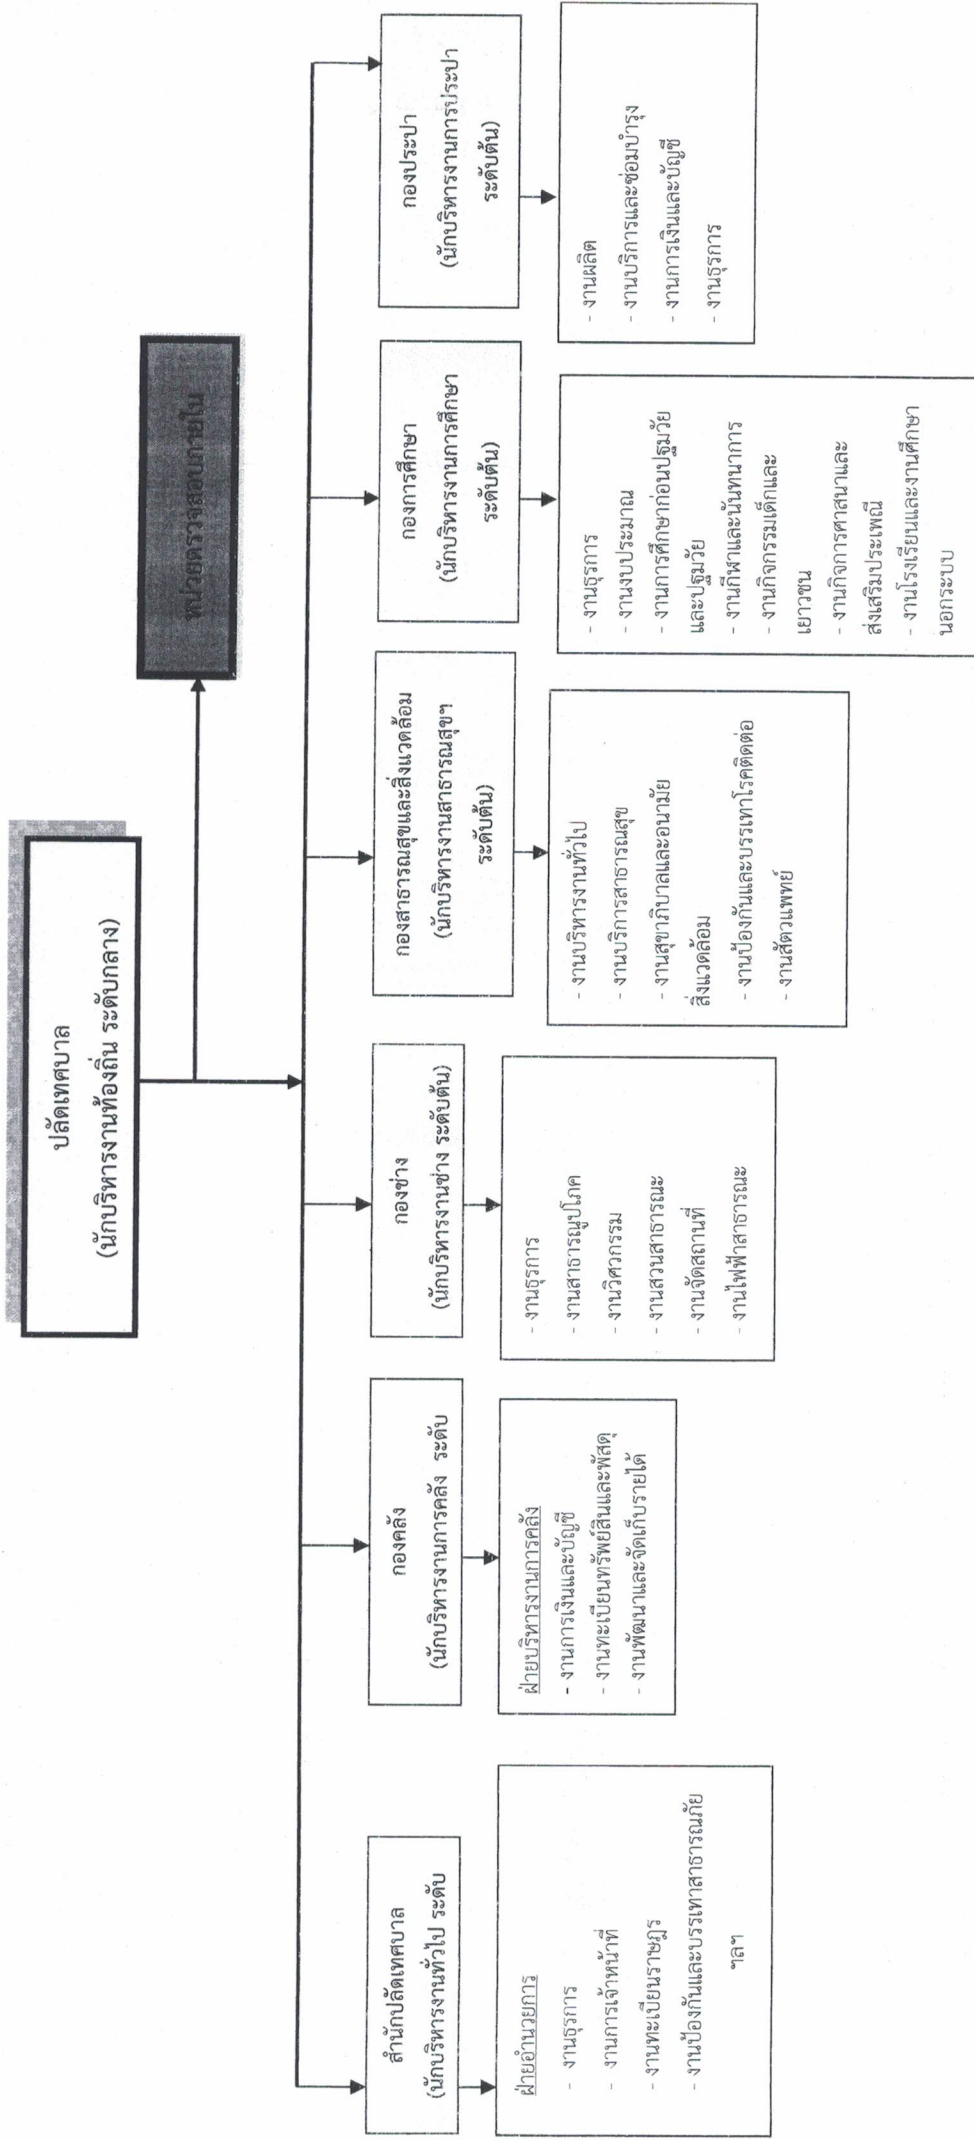 ปลัดเทศบาล
(นักบริหารงานท้องถิ่น ระดับกลาง)
หน่วยตรวจสอบภายใน
สำนักปลัดเทศบาล
(นักบริหารงานทั่วไป ระดับ
ฝ่ายอำนวยการ
- งานธุรการ
- งานการเจ้าหน้าที่
- งานทะเบียนราษฎร
- งานป้องกันและบรรเทาสาธารณภัย
ฯลฯ
กองคลัง
(นักบริหารงานการคลัง ระดับ
ฝ่ายบริหารงานการคลัง
- งานการเงินและบัญชี
- งานทะเบียนทรัพย์สินและพัสดุ
- งานพัฒนาและจัดเก็บรายได้
กองช่าง
(นักบริหารงานช่าง ระดับต้น)
- งานธุรการ
- งานสาธารณูปโภค
- งานวิศวกรรม
- งานสวนสาธารณะ
- งานจัดสถานที่
- งานไฟฟ้าสาธารณะ
กองสาธารณสุขและสิ่งแวดล้อม
(นักบริหารงานสาธารณสุขฯ
ระดับต้น)
- งานบริหารงานทั่วไป
- งานบริการสาธารณสุข
- งานสุขาภิบาลและอนามัย
สิ่งแวดล้อม
- งานป้องกันและบรรเทาโรคติดต่อ
- งานสัตวแพทย์
กองการศึกษา
(นักบริหารงานการศึกษา
ระดับต้น)
- งานธุรการ
- งานงบประมาณ
- งานการศึกษาก่อนปฐมวัย
และปฐมวัย
- งานกีฬาและนันทนาการ
- งานกิจกรรมเด็กและ
เยาวชน
- งานกิจการศาสนาและ
ส่งเสริมประเพณี
- งานโรงเรียนและงานศึกษา
นอกระบบ
กองประปา
(นักบริหารงานการประปา
ระดับต้น)
- งานผลิต
- งานบริการและซ่อมบำรุง
- งานการเงินและบัญชี
- งานธุรการ